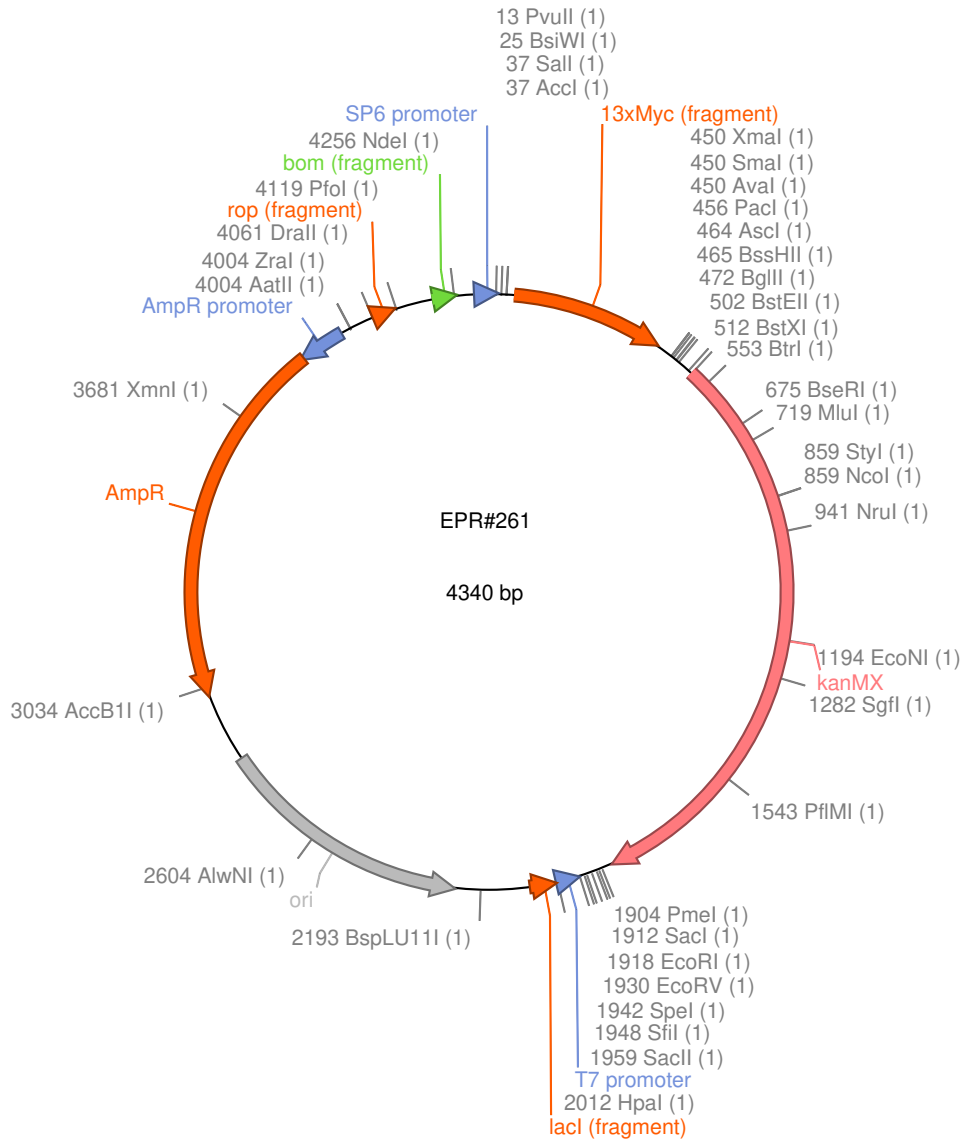 13 PvuII (1)
25 BsiWI (1)
37 SalI (1)
37 AccI (1)
SP6 promoter
13xMyc (fragment)
4256 NdeI (1)
bom (fragment)
4119 PfoI (1)
rop (fragment)
4061 DraII (1)
4004 ZraI (1)
4004 AatII (1)
AmpR promoter
450 XmaI (1)
450 SmaI (1)
450 AvaI (1)
456 PacI (1)
464 AscI (1)
465 BssHII (1)
472 BglII (1)
502 BstEII (1)
512 BstXI (1)
553 BtrI (1)
675 BseRI (1)
719 MluI (1)
859 StyI (1)
859 NcoI (1)
941 NruI (1)
3681 XmnI (1)
AmpR
EPR#261
4340 bp
1194 EcoNI (1)
kanMX
1282 SgfI (1)
3034 AccB1I (1)
1543 PflMI (1)
2604 AlwNI (1)
ori
2193 BspLU11I (1)
1904 PmeI (1)
1912 SacI (1)
1918 EcoRI (1)
1930 EcoRV (1)
1942 SpeI (1)
1948 SfiI (1)
1959 SacII (1)
T7 promoter
2012 HpaI (1)
lacI (fragment)